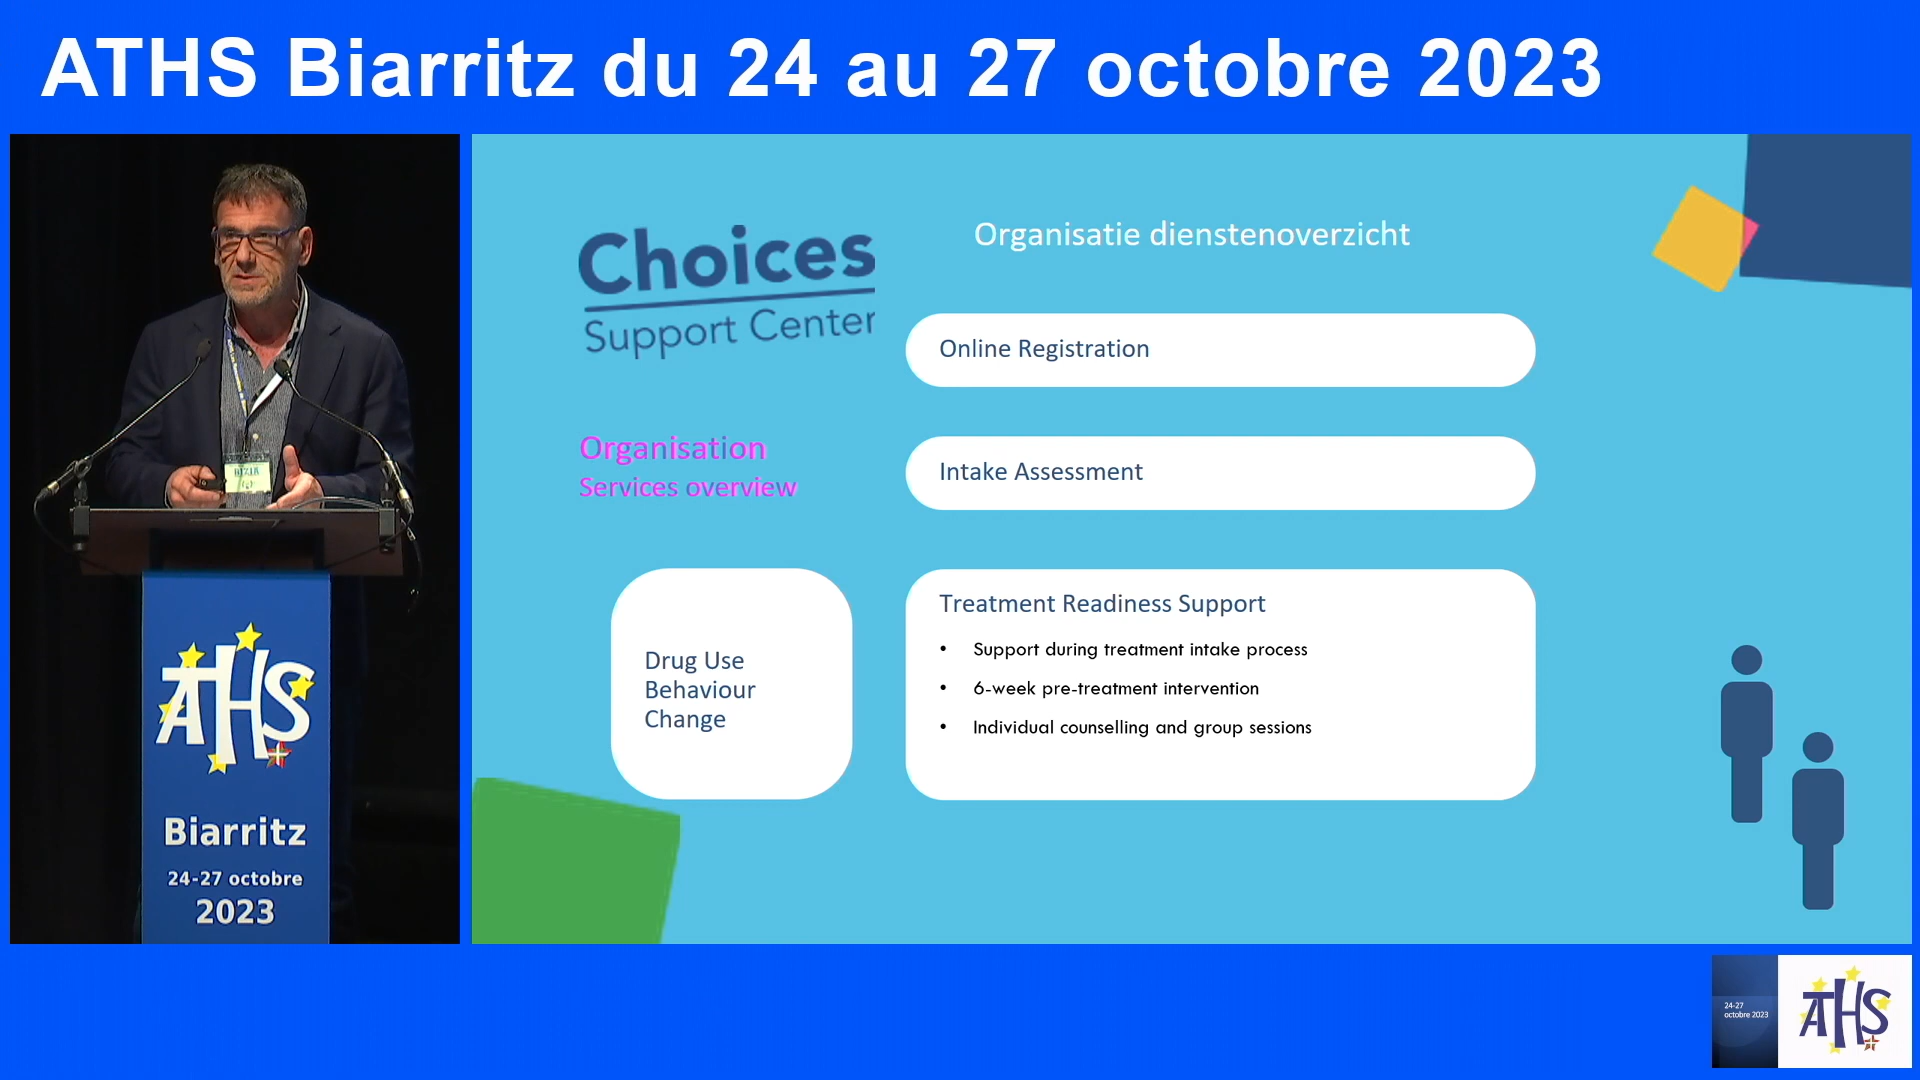 ATHS Biarritz du 24 au 27 octobre 2023
Choices
Support Center
Organisatie dienstenoverzicht
Online Registration
Organisation
Services overview
Intake Assessment
Drug Use
Behaviour
Change
Treatment Readiness Support
• Support during treatment intake process
• 6-week pre-treatment intervention
• Individual counselling and group sessions
ATHS
Biarritz
24-27 octobre
2023
24-27
octobre 2023
ATHS